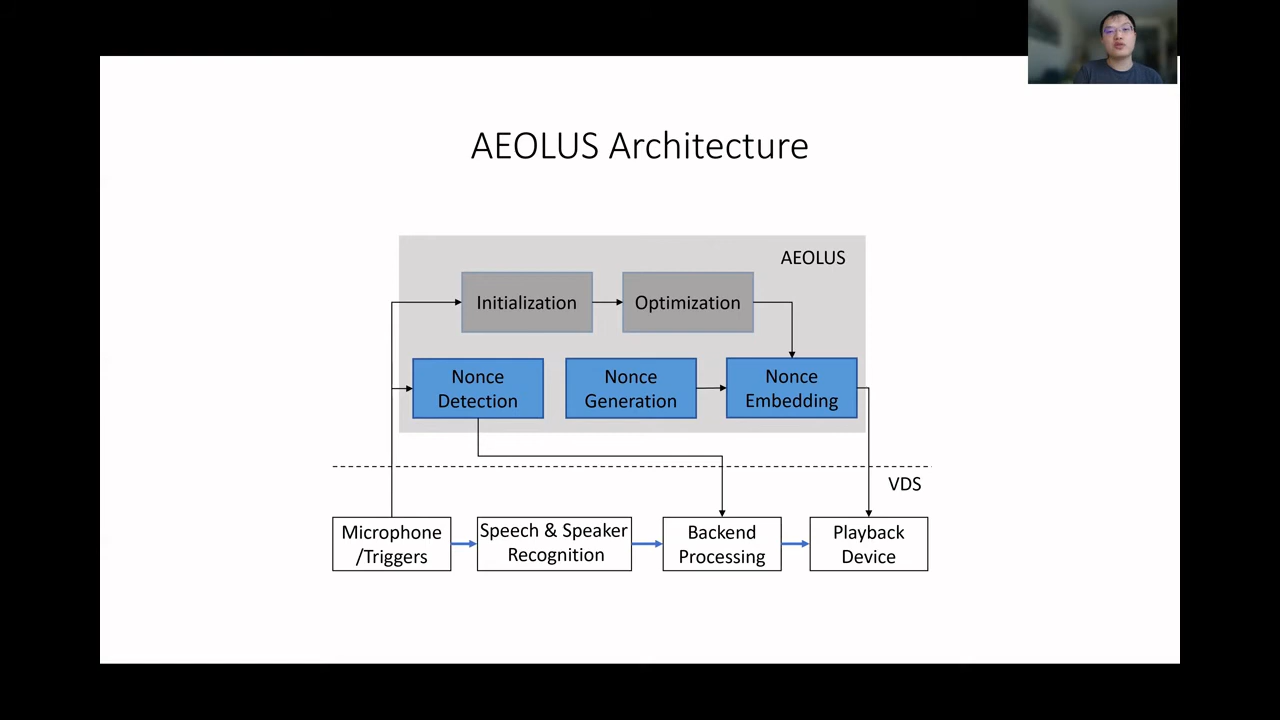 AEOLUS Architecture
AEOLUS
Initialization
Optimization
Nonce
Detection
Nonce
Generation
Nonce
Embedding
VDS
Microphone
/Triggers
Speech & Speaker
Recognition
Backend
Processing
Playback
Device